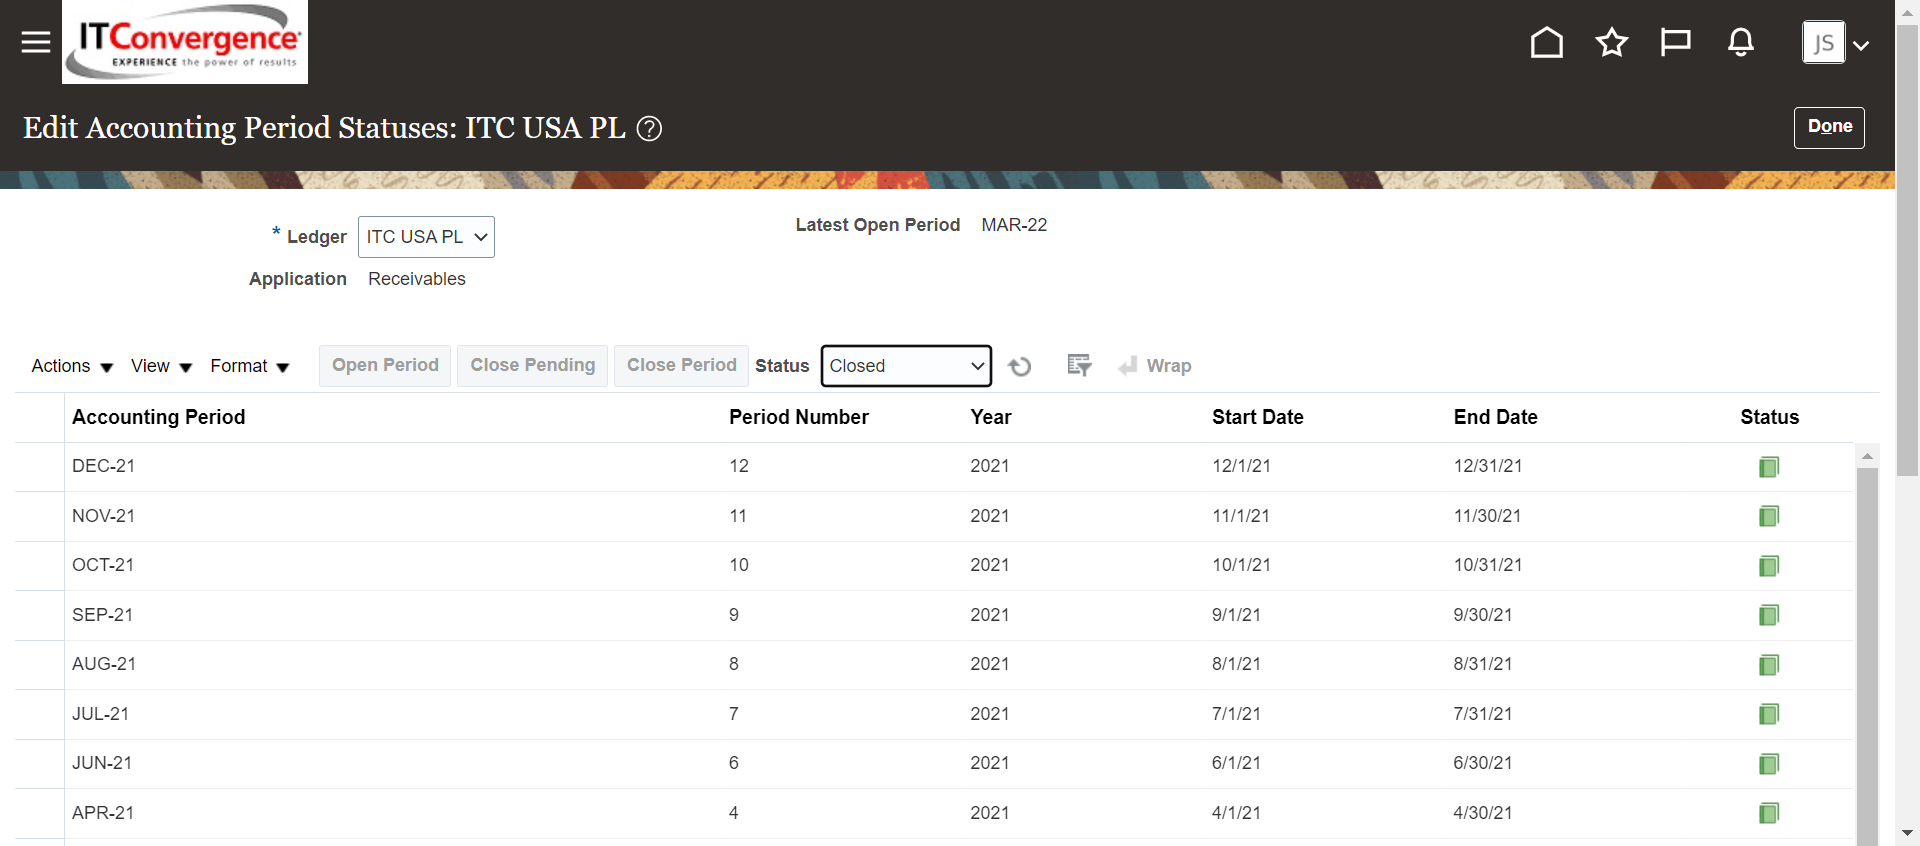 ITConvergence
EXPERIENCE the power of results
JS
Edit Accounting Period Statuses: ITC USA PL ?
Done
* Ledger ITC USA PL
Latest Open Period MAR-22
Application Receivables
Actions View Format Open Period Close Pending Close Period Status Closed Wrap
Accounting Period Period Number Year Start Date End Date Status
DEC-21 12 2021 12/1/21 12/31/21
NOV-21 11 2021 11/1/21 11/30/21
OCT-21 10 2021 10/1/21 10/31/21
SEP-21 9 2021 9/1/21 9/30/21
AUG-21 8 2021 8/1/21 8/31/21
JUL-21 7 2021 7/1/21 7/31/21
JUN-21 6 2021 6/1/21 6/30/21
APR-21 4 2021 4/1/21 4/30/21